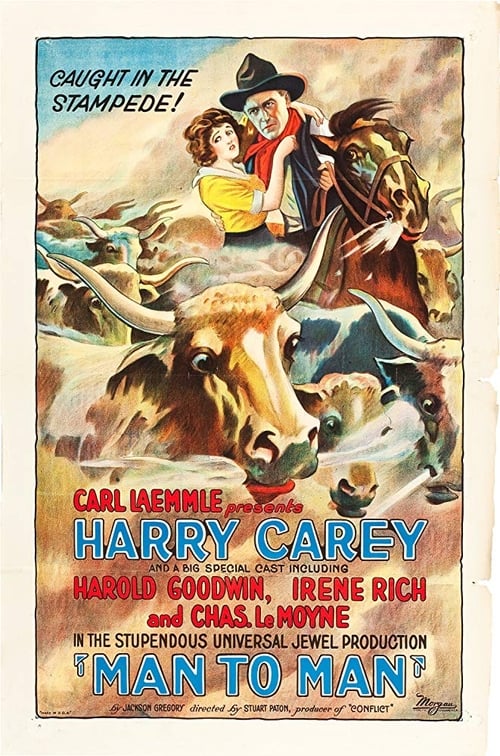 CAUGHT IN THE
STAMPEDE!
CARL LAEMMLE presents
HARRY CAREY
AND A BIG SPECIAL CAST INCLUDING
HAROLD GOODWIN, IRENE RICH
and CHAS. LeMOYNE
IN THE STUPENDOUS UNIVERSAL JEWEL PRODUCTION
"MAN TO MAN"
by JACKSON GREGORY directed by STUART PATON, producer of "CONFLICT"
MADE IN U.S.A.
Morgan